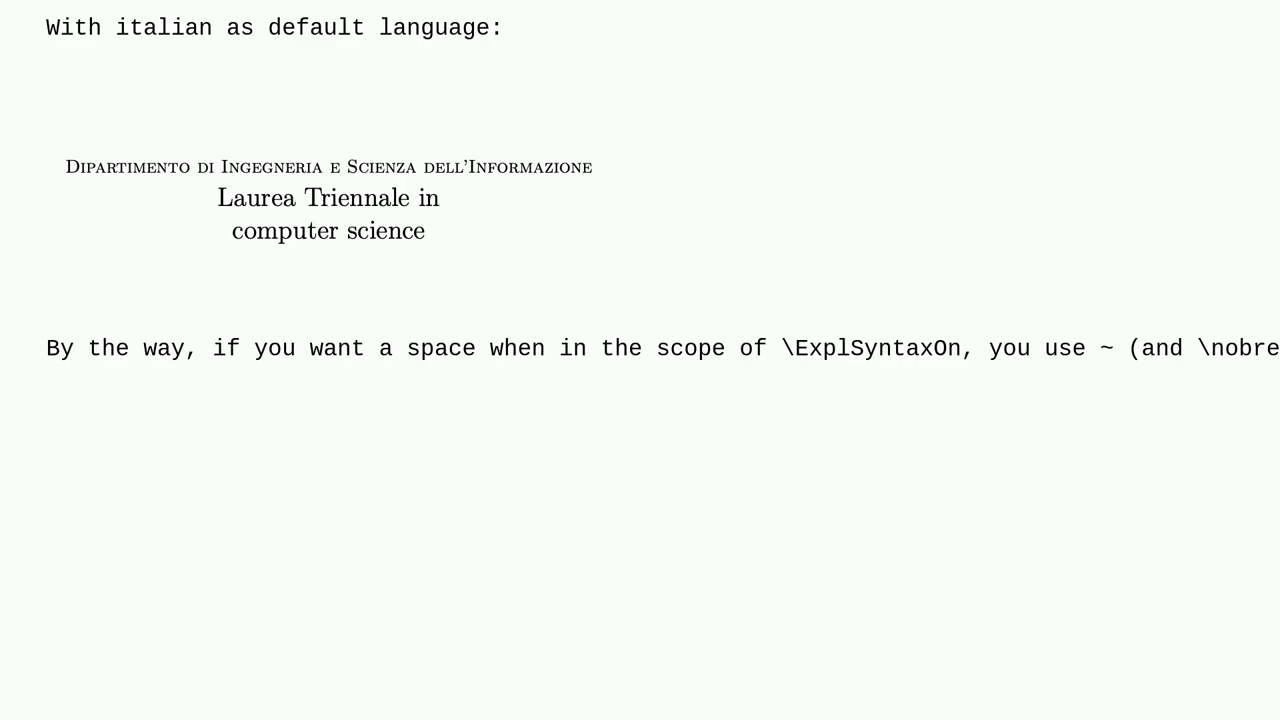 With italian as default language:
Dipartimento di Ingegneria e Scienza dell'Informazione
Laurea Triennale in
computer science
By the way, if you want a space when in the scope of \ExplSyntaxOn, you use ~ (and \nobre